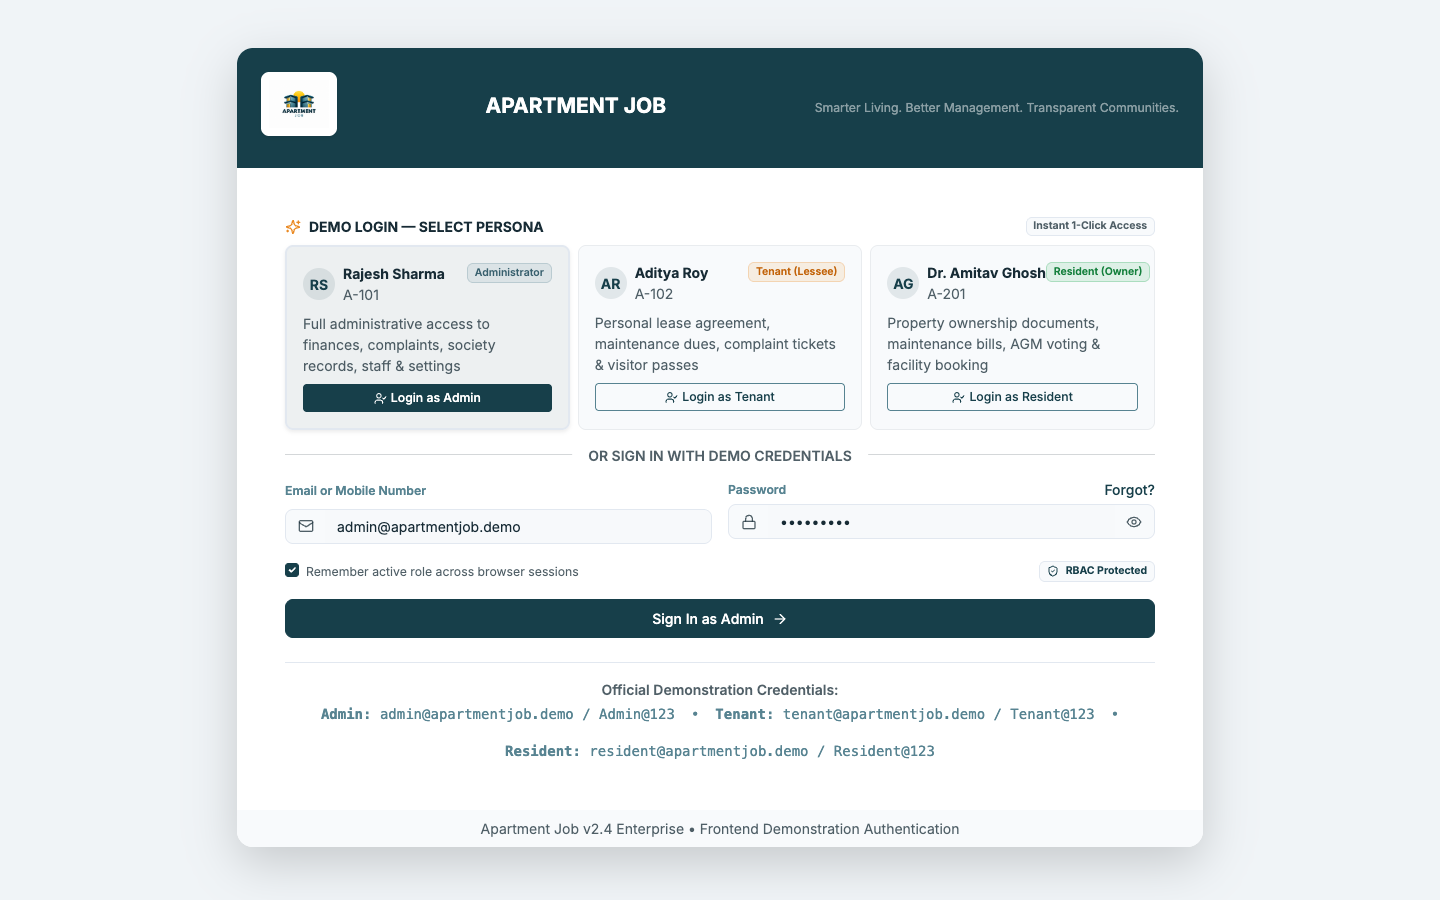 APARTMENT
JOB
APARTMENT JOB
Smarter Living. Better Management. Transparent Communities.
DEMO LOGIN — SELECT PERSONA
Instant 1-Click Access
RS
Rajesh Sharma
Administrator
A-101
Full administrative access to
finances, complaints, society
records, staff & settings
Login as Admin
AR
Aditya Roy
Tenant (Lessee)
A-102
Personal lease agreement,
maintenance dues, complaint tickets
& visitor passes
Login as Tenant
AG
Dr. Amitav Ghosh
Resident (Owner)
A-201
Property ownership documents,
maintenance bills, AGM voting &
facility booking
Login as Resident
OR SIGN IN WITH DEMO CREDENTIALS
Email or Mobile Number
admin@apartmentjob.demo
Password
Forgot?
•••••••••
Remember active role across browser sessions
RBAC Protected
Sign In as Admin →
Official Demonstration Credentials:
Admin: admin@apartmentjob.demo / Admin@123 • Tenant: tenant@apartmentjob.demo / Tenant@123 •
Resident: resident@apartmentjob.demo / Resident@123
Apartment Job v2.4 Enterprise • Frontend Demonstration Authentication